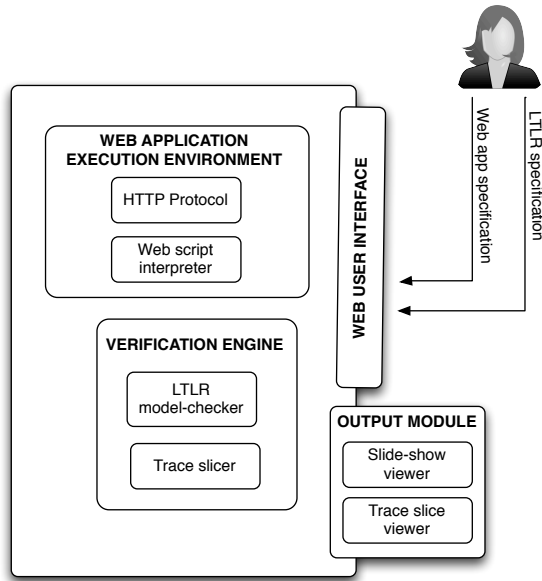 WEB APPLICATION
EXECUTION ENVIRONMENT
HTTP Protocol
Web script
interpreter
VERIFICATION ENGINE
LTLR
model-checker
Trace slicer
WEB USER INTERFACE
Web app specification
LTLR specification
OUTPUT MODULE
Slide-show
viewer
Trace slice
viewer